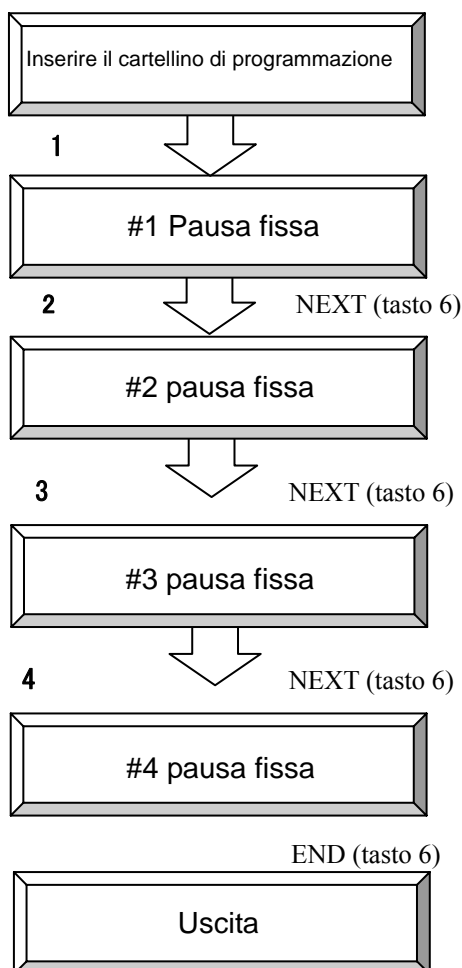 Inserire il cartellino di programmazione
1
#1 Pausa fissa
2 NEXT (tasto 6)
#2 pausa fissa
3 NEXT (tasto 6)
#3 pausa fissa
4 NEXT (tasto 6)
#4 pausa fissa
END (tasto 6)
Uscita